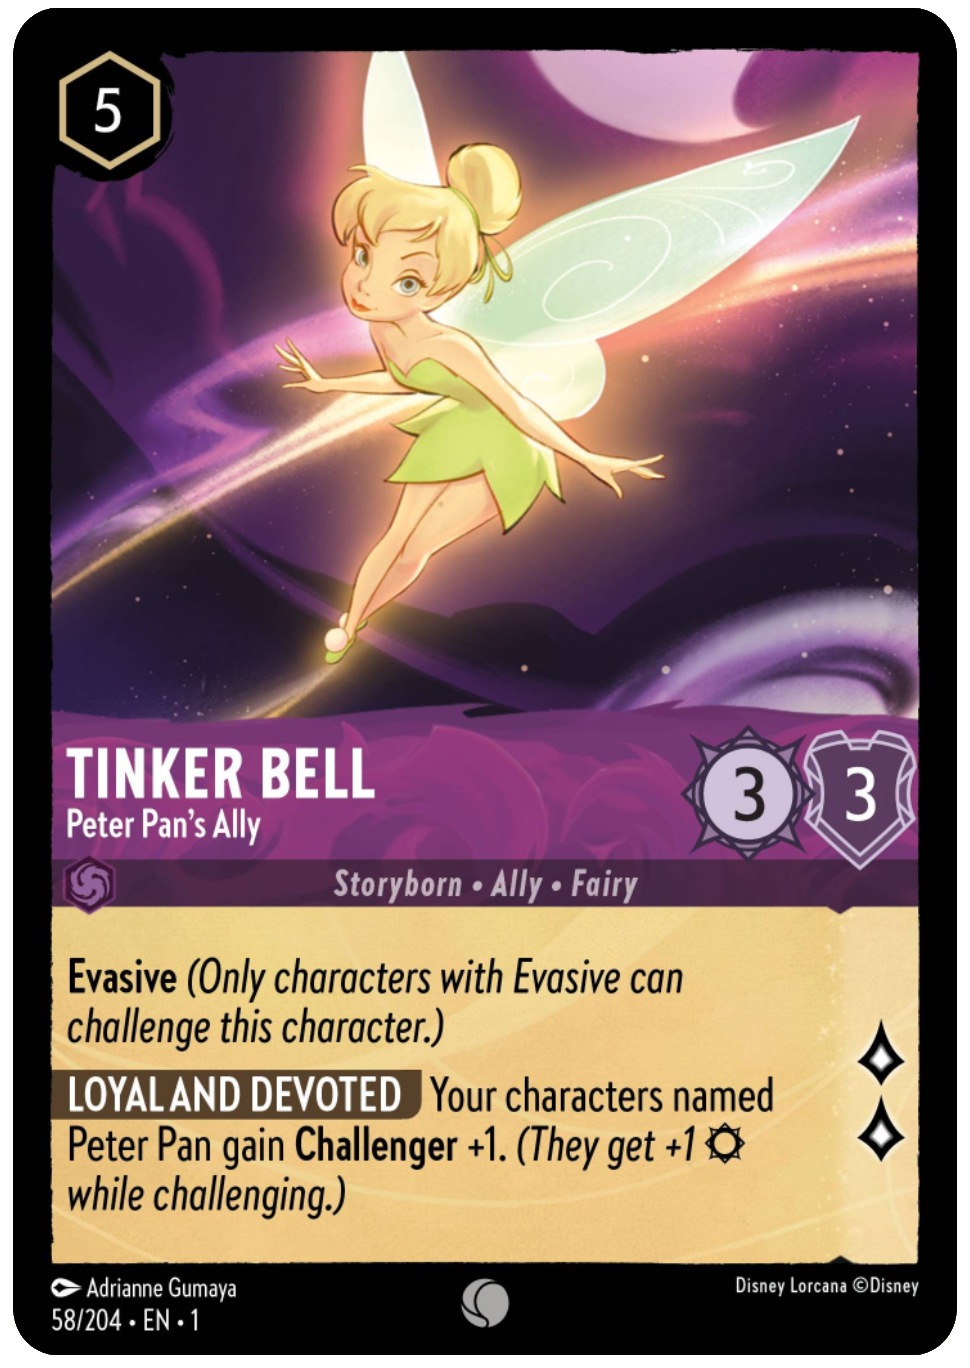 5
TINKER BELL
Peter Pan's Ally
3
3
Storyborn • Ally • Fairy
Evasive (Only characters with Evasive can
challenge this character.)
LOYAL AND DEVOTED Your characters named
Peter Pan gain Challenger +1. (They get +1
while challenging.)
Adrianne Gumaya
58/204 • EN • 1
Disney Lorcana ©Disney